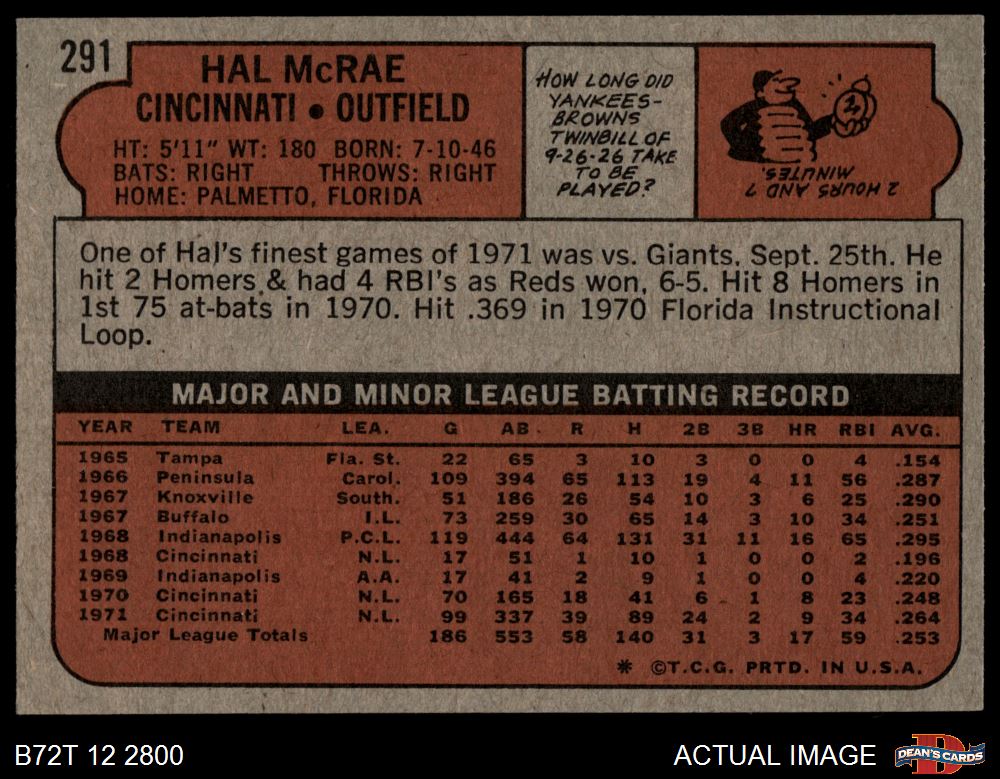 291
HAL McRAE
CINCINNATI • OUTFIELD
HT: 5'11" WT: 180 BORN: 7-10-46
BATS: RIGHT THROWS: RIGHT
HOME: PALMETTO, FLORIDA
HOW LONG DID
YANKEES-
BROWNS
TWINBILL OF
9-26-26 TAKE
TO BE
PLAYED?
2
2 HOURS AND 7
MINUTES.
One of Hal's finest games of 1971 was vs. Giants, Sept. 25th. He
hit 2 Homers & had 4 RBI's as Reds won, 6-5. Hit 8 Homers in
1st 75 at-bats in 1970. Hit .369 in 1970 Florida Instructional
Loop.
MAJOR AND MINOR LEAGUE BATTING RECORD
YEAR TEAM LEA. G AB R H 2B 3B HR RBI AVG.
1965 Tampa Fla. St. 22 65 3 10 3 0 0 4 .154
1966 Peninsula Carol. 109 394 65 113 19 4 11 56 .287
1967 Knoxville South. 51 186 26 54 10 3 6 25 .290
1967 Buffalo I.L. 73 259 30 65 14 3 10 34 .251
1968 Indianapolis P.C.L. 119 444 64 131 31 11 16 65 .295
1968 Cincinnati N.L. 17 51 1 10 1 0 0 2 .196
1969 Indianapolis A.A. 17 41 2 9 1 0 0 4 .220
1970 Cincinnati N.L. 70 165 18 41 6 1 8 23 .248
1971 Cincinnati N.L. 99 337 39 89 24 2 9 34 .264
Major League Totals 186 553 58 140 31 3 17 59 .253
* ©T.C.G. PRTD. IN U.S.A.
B72T 12 2800
ACTUAL IMAGE
DEAN'S CARDS